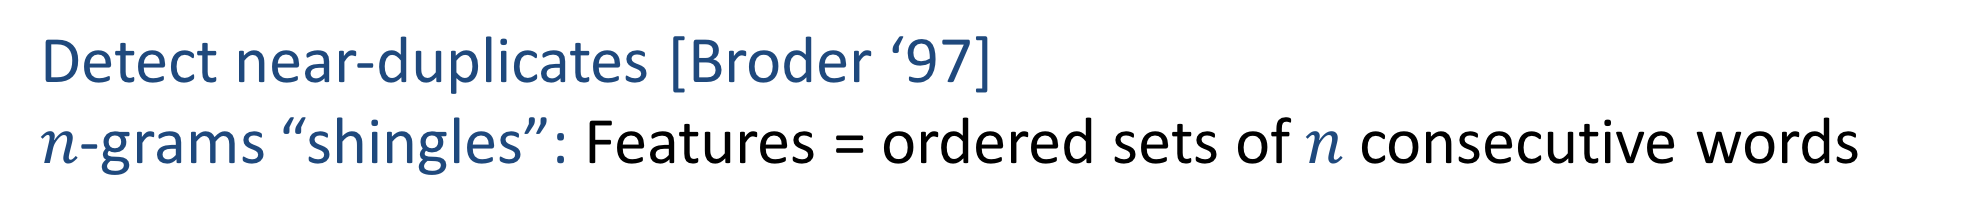 Detect near-duplicates [Broder ‘97]
n-grams “shingles”: Features = ordered sets of n consecutive words